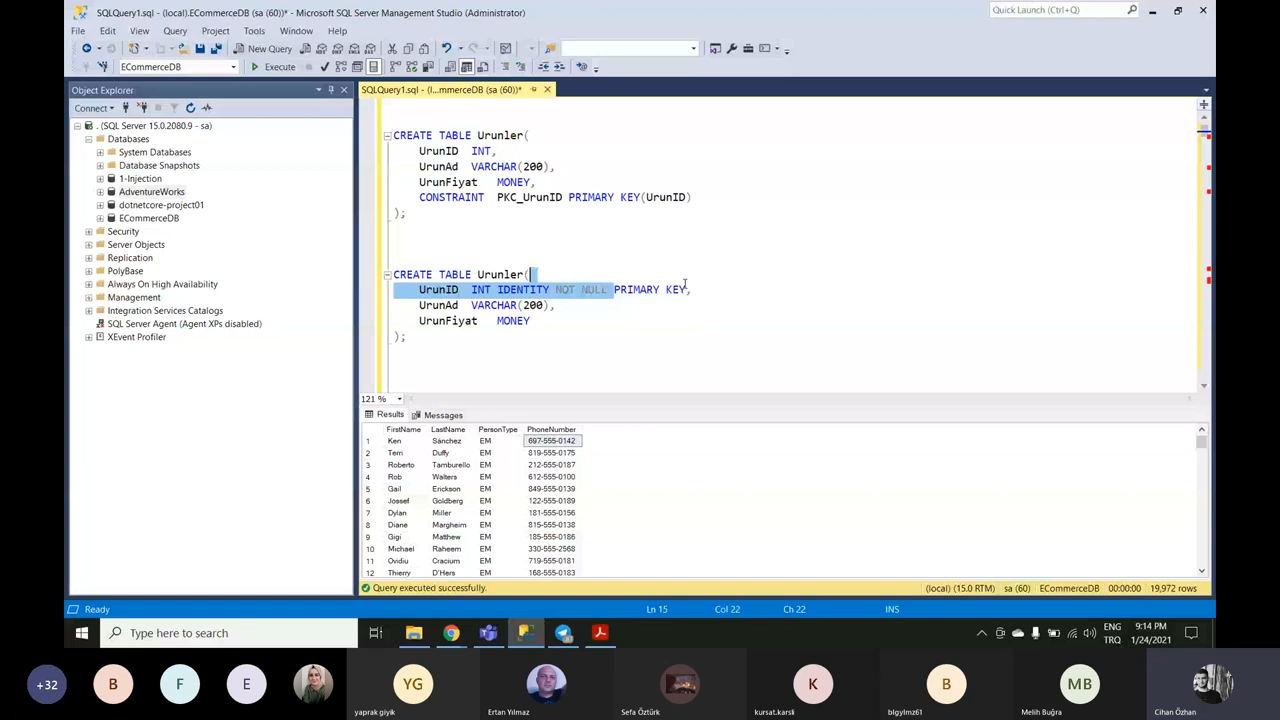 SQLQuery1.sql - (local).ECommerceDB (sa (60))* - Microsoft SQL Server Management Studio (Administrator)
Quick Launch (Ctrl+Q)
File Edit View Query Project Tools Window Help
New Query
ECommerceDB
Execute
Object Explorer
SQLQuery1.sql - (l...mmerceDB (sa (60))*
Connect
. (SQL Server 15.0.2080.9 - sa)
Databases
System Databases
Database Snapshots
1-Injection
AdventureWorks
dotnetcore-project01
ECommerceDB
Security
Server Objects
Replication
PolyBase
Always On High Availability
Management
Integration Services Catalogs
SQL Server Agent (Agent XPs disabled)
XEvent Profiler
CREATE TABLE Urunler(
UrunID INT,
UrunAd VARCHAR(200),
UrunFiyat MONEY,
CONSTRAINT PKC_UrunID PRIMARY KEY(UrunID)
);
CREATE TABLE Urunler(
UrunID INT IDENTITY NOT NULL PRIMARY KEY,
UrunAd VARCHAR(200),
UrunFiyat MONEY
);
121 %
Results Messages
FirstName LastName PersonType PhoneNumber
1 Ken Sánchez EM 697-555-0142
2 Terri Duffy EM 819-555-0175
3 Roberto Tamburello EM 212-555-0187
4 Rob Walters EM 612-555-0100
5 Gail Erickson EM 849-555-0139
6 Jossef Goldberg EM 122-555-0189
7 Dylan Miller EM 181-555-0156
8 Diane Margheim EM 815-555-0138
9 Gigi Matthew EM 185-555-0186
10 Michael Raheem EM 330-555-2568
11 Ovidiu Cracium EM 719-555-0181
12 Thierry D'Hers EM 168-555-0183
Query executed successfully.
(local) (15.0 RTM) sa (60) ECommerceDB 00:00:00 19,972 rows
Ready
Ln 15 Col 22 Ch 22 INS
Type here to search
ENG
TRQ
9:14 PM
1/24/2021
+32
B
F
E
YG
K
B
MB
yaprak giyik
Ertan Yılmaz
Sefa Öztürk
kursat.karsli
blgylmz61
Melih Buğra
Cihan Özhan